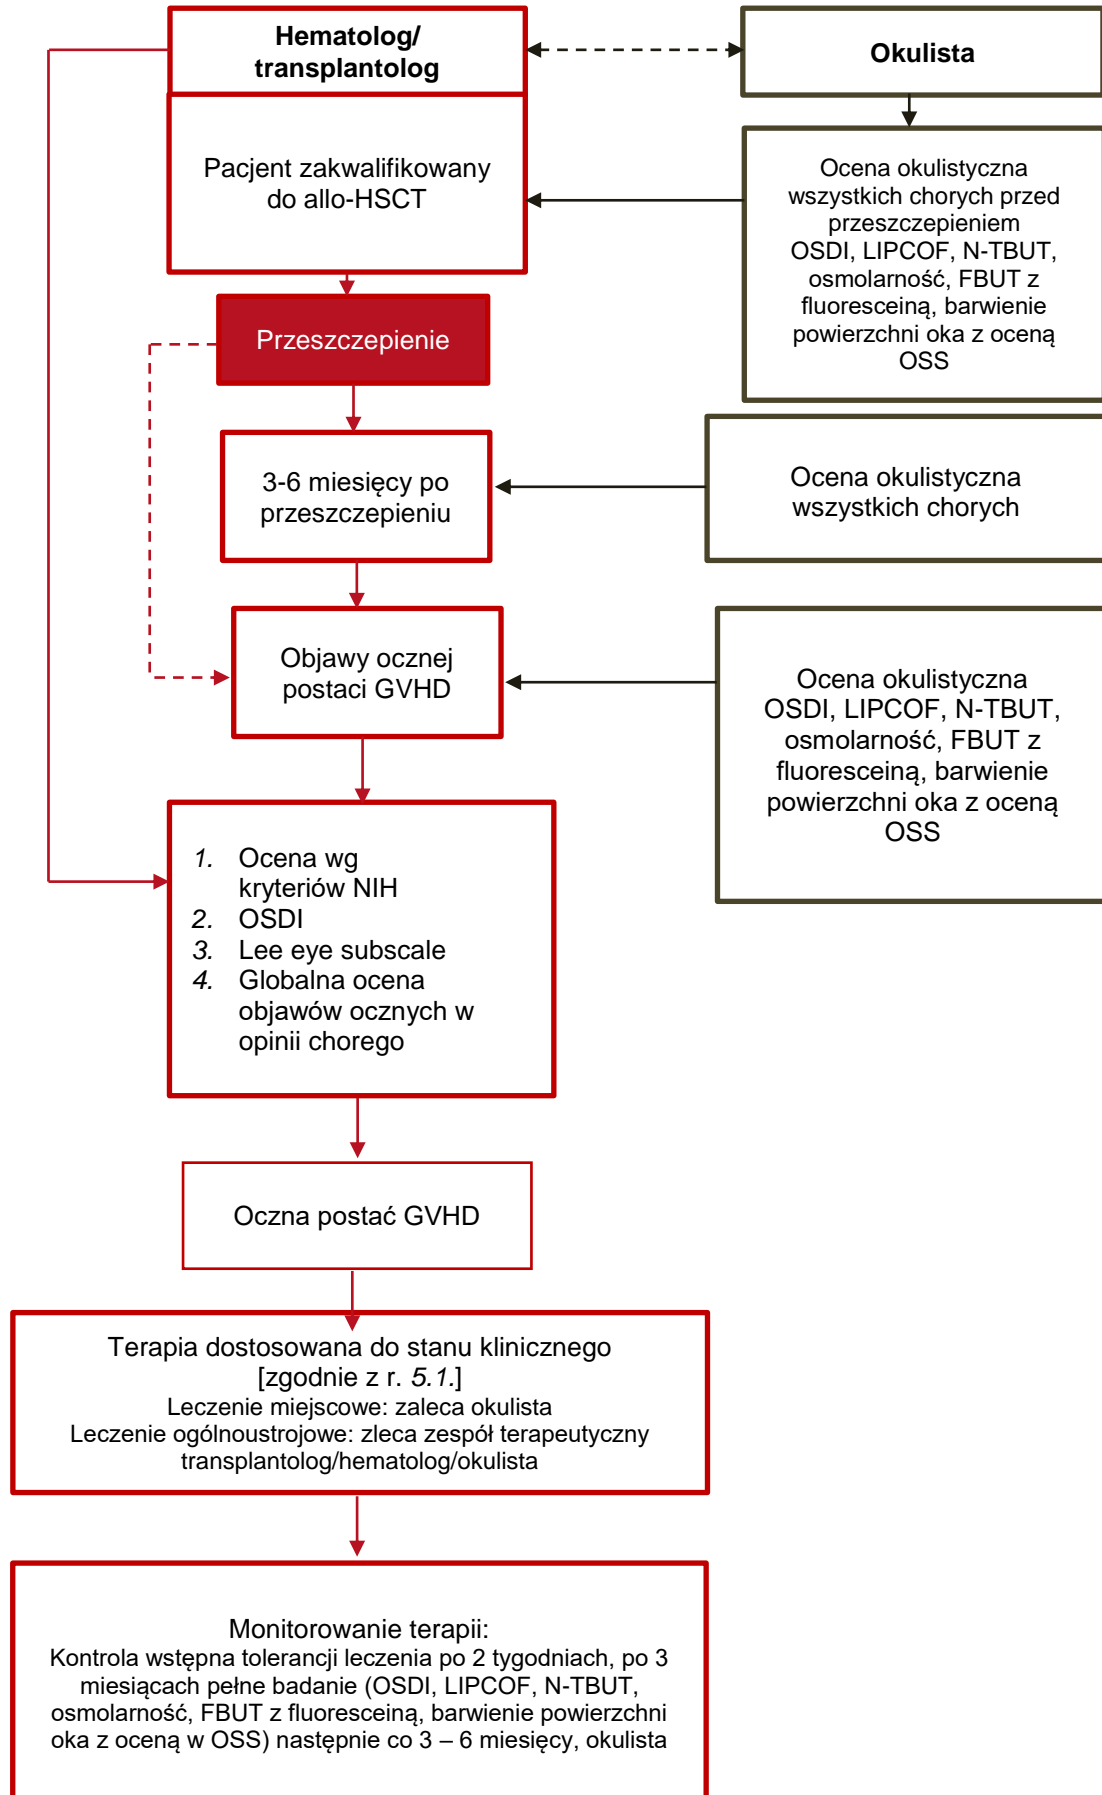 Hematolog/
transplantolog
Okulista
Pacjent zakwalifikowany
do allo-HSCT
Ocena okulistyczna
wszystkich chorych przed
przeszczepieniem
OSDI, LIPCOF, N-TBUT,
osmolarność, FBUT z
fluoresceiną, barwienie
powierzchni oka z oceną
OSS
Przeszczepienie
3-6 miesięcy po
przeszczepieniu
Ocena okulistyczna
wszystkich chorych
Objawy ocznej
postaci GVHD
Ocena okulistyczna
OSDI, LIPCOF, N-TBUT,
osmolarność, FBUT z
fluoresceiną, barwienie
powierzchni oka z oceną
OSS
1. Ocena wg
kryteriów NIH
2. OSDI
3. Lee eye subscale
4. Globalna ocena
objawów ocznych w
opinii chorego
Oczna postać GVHD
Terapia dostosowana do stanu klinicznego
[zgodnie z r. 5.1.]
Leczenie miejscowe: zaleca okulista
Leczenie ogólnoustrojowe: zleca zespół terapeutyczny
transplantolog/hematolog/okulista
Monitorowanie terapii:
Kontrola wstępna tolerancji leczenia po 2 tygodniach, po 3
miesiącach pełne badanie (OSDI, LIPCOF, N-TBUT,
osmolarność, FBUT z fluoresceiną, barwienie powierzchni
oka z oceną w OSS) następnie co 3 – 6 miesięcy, okulista